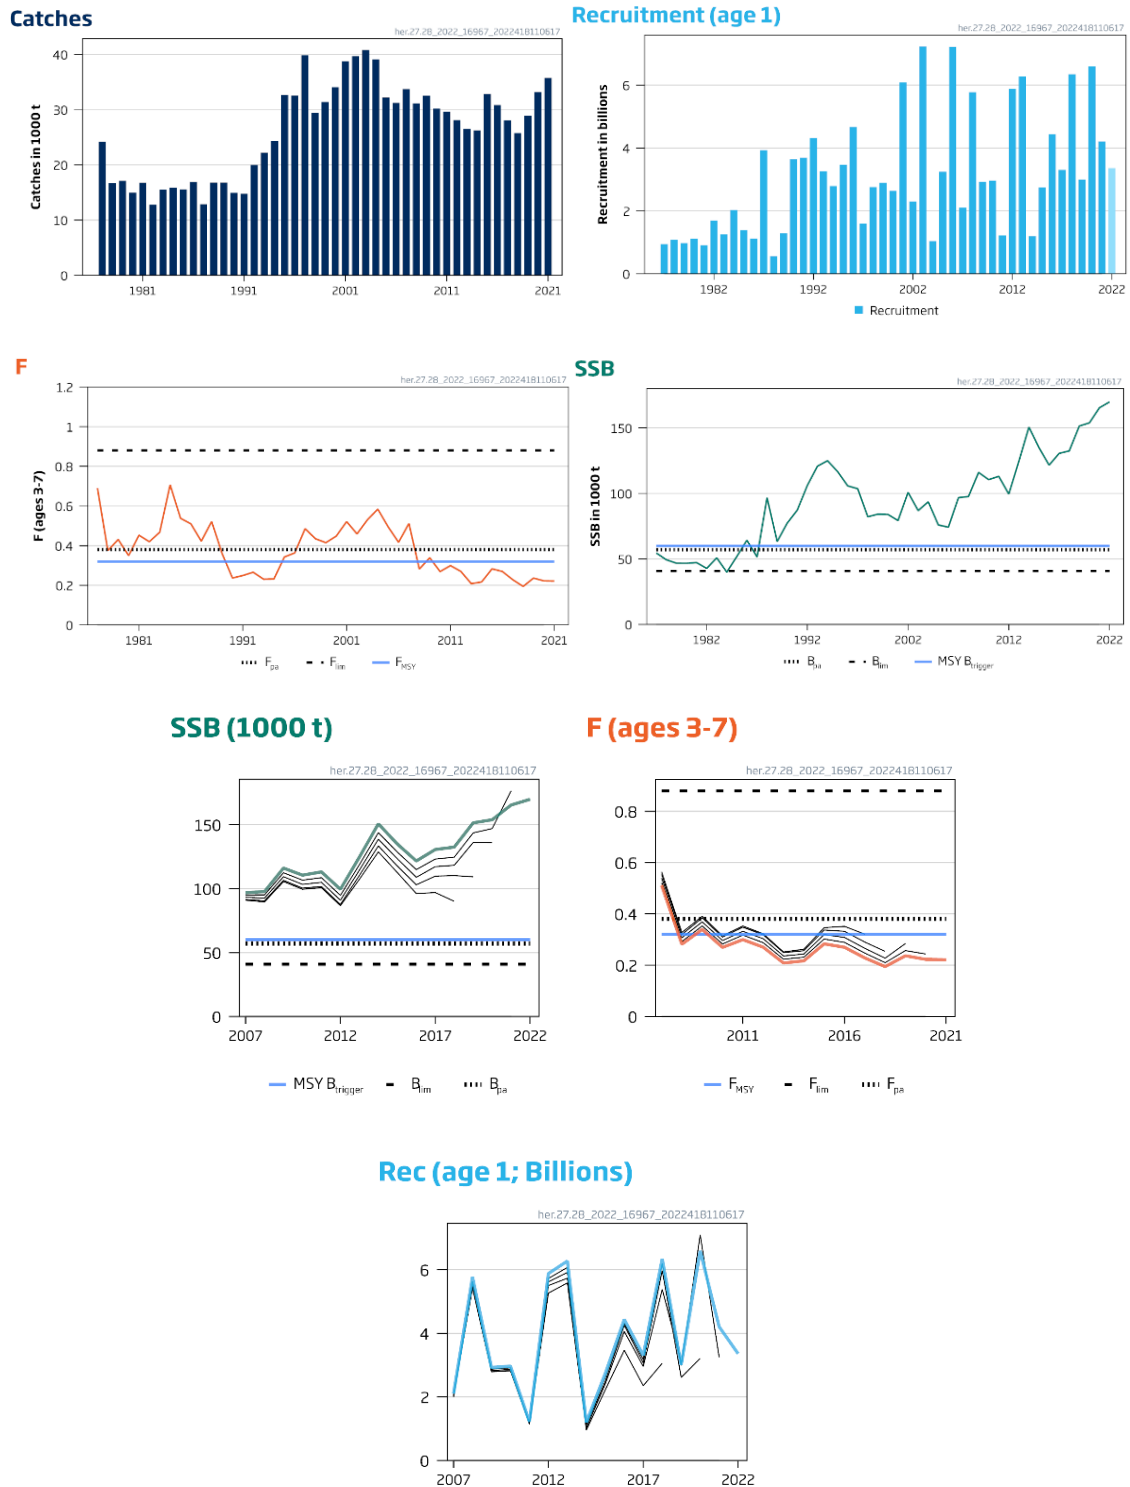 Catches
her.27.28_2022_16967_2022418110617
Catches in 1000 t
40
30
20
10
0
1981
1991
2001
2011
2021
Recruitment (age 1)
her.27.28_2022_16967_2022418110617
Recruitment in billions
6
4
2
0
1982
1992
2002
2012
2022
Recruitment
F
her.27.28_2022_16967_2022418110617
F (ages 3-7)
1.2
1
0.8
0.6
0.4
0.2
0
1981
1991
2001
2011
2021
Fpa
Flim
FMSY
SSB
her.27.28_2022_16967_2022418110617
SSB in 1000 t
150
100
50
0
1982
1992
2002
2012
2022
Bpa
Blim
MSY Btrigger
SSB (1000 t)
her.27.28_2022_16967_2022418110617
150
100
50
0
2007
2012
2017
2022
MSY Btrigger
Blim
Bpa
F (ages 3-7)
her.27.28_2022_16967_2022418110617
0.8
0.6
0.4
0.2
0
2011
2016
2021
FMSY
Flim
Fpa
Rec (age 1; Billions)
her.27.28_2022_16967_2022418110617
6
4
2
0
2007
2012
2017
2022